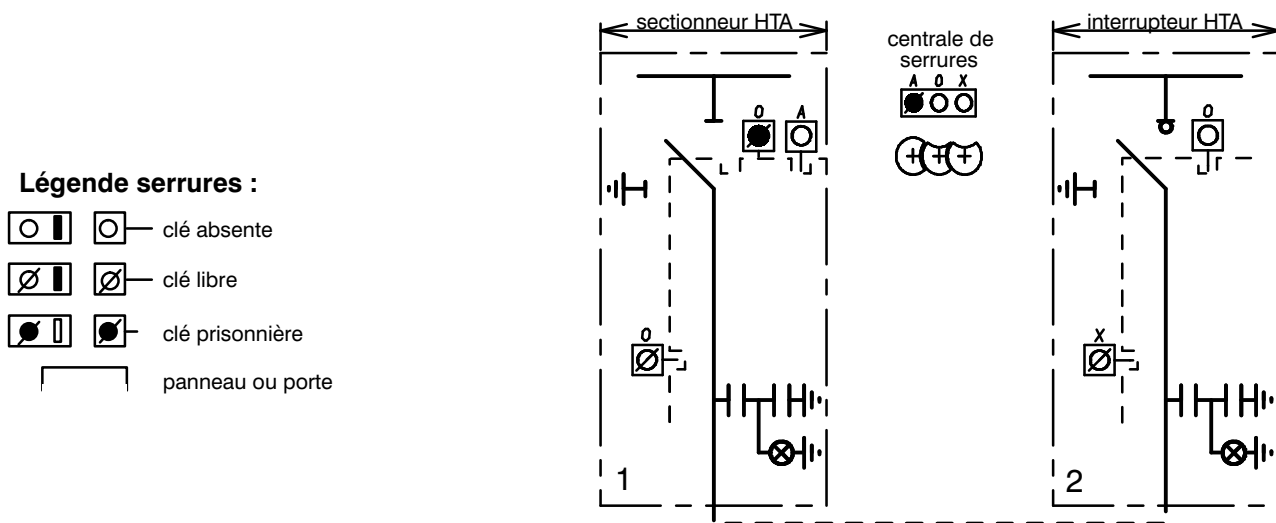 sectionneur HTA
centrale de
serrures
A O X
interrupteur HTA
O A
O
Légende serrures :
clé absente
clé libre
clé prisonnière
panneau ou porte
O
X
1
2